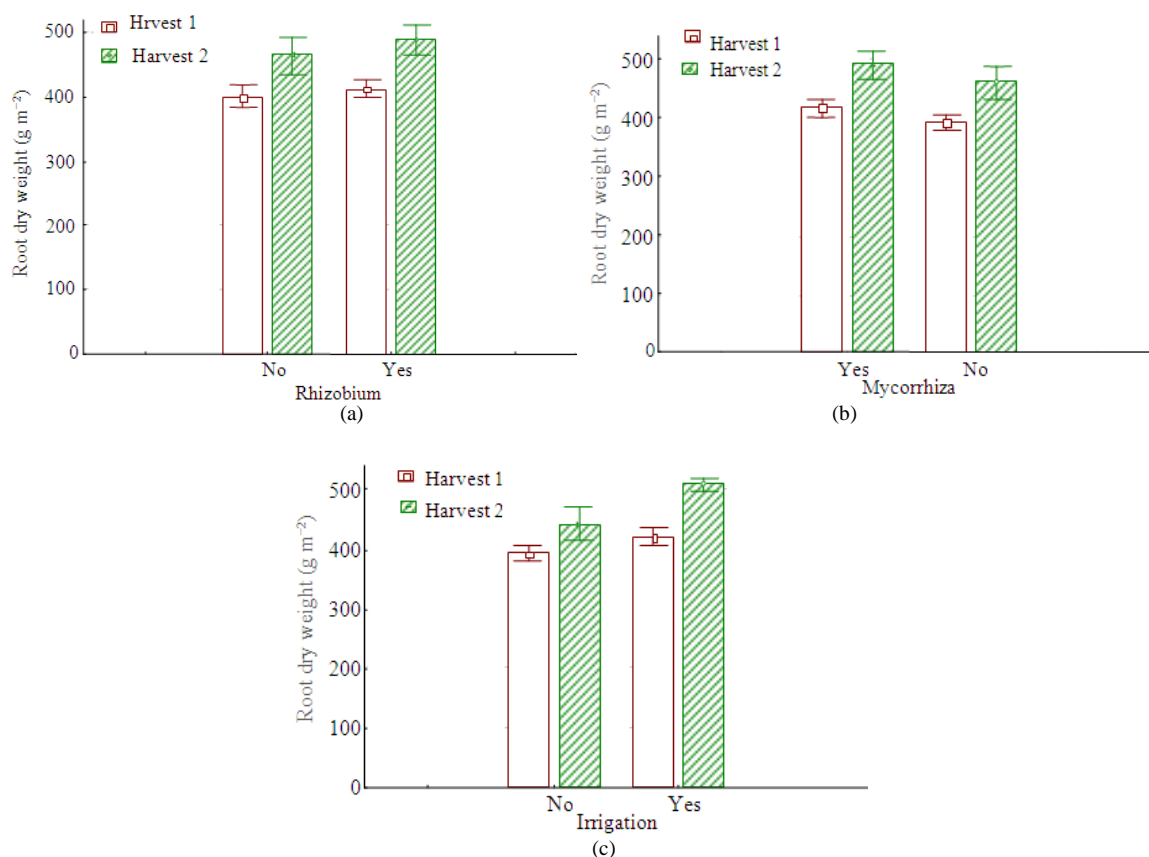 Hrvest 1
Harvest 2
Root dry weight (g m⁻²)
500
400
300
200
100
0
No Yes
Rhizobium
(a)
Harvest 1
Harvest 2
Root dry weight (g m⁻²)
500
400
300
200
100
0
Yes No
Mycorrhiza
(b)
Harvest 1
Harvest 2
Root dry weight (g m⁻²)
500
400
300
200
100
0
No Yes
Irrigation
(c)